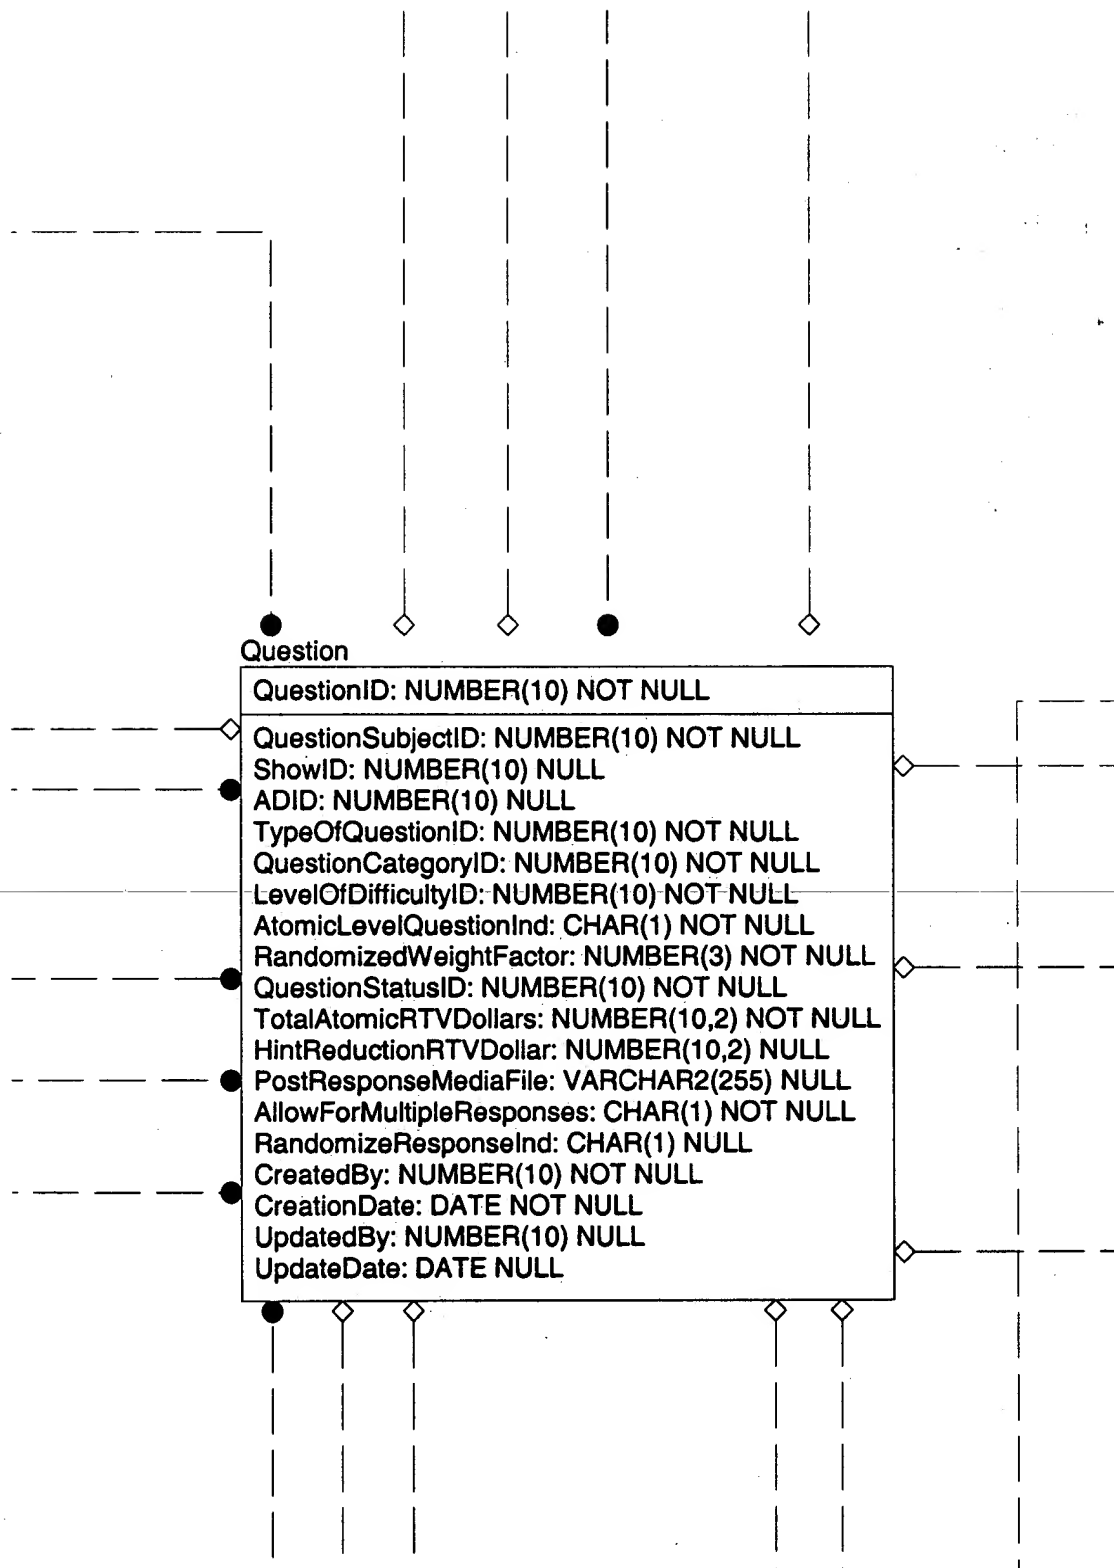 Question
QuestionID: NUMBER(10) NOT NULL
QuestionSubjectID: NUMBER(10) NOT NULL
ShowID: NUMBER(10) NULL
ADID: NUMBER(10) NULL
TypeOfQuestionID: NUMBER(10) NOT NULL
QuestionCategoryID: NUMBER(10) NOT NULL
LevelOfDifficultyID: NUMBER(10) NOT NULL
AtomicLevelQuestionInd: CHAR(1) NOT NULL
RandomizedWeightFactor: NUMBER(3) NOT NULL
QuestionStatusID: NUMBER(10) NOT NULL
TotalAtomicRTVDollars: NUMBER(10,2) NOT NULL
HintReductionRTVDollar: NUMBER(10,2) NULL
PostResponseMediaFile: VARCHAR2(255) NULL
AllowForMultipleResponses: CHAR(1) NOT NULL
RandomizeResponseInd: CHAR(1) NULL
CreatedBy: NUMBER(10) NOT NULL
CreationDate: DATE NOT NULL
UpdatedBy: NUMBER(10) NULL
UpdateDate: DATE NULL